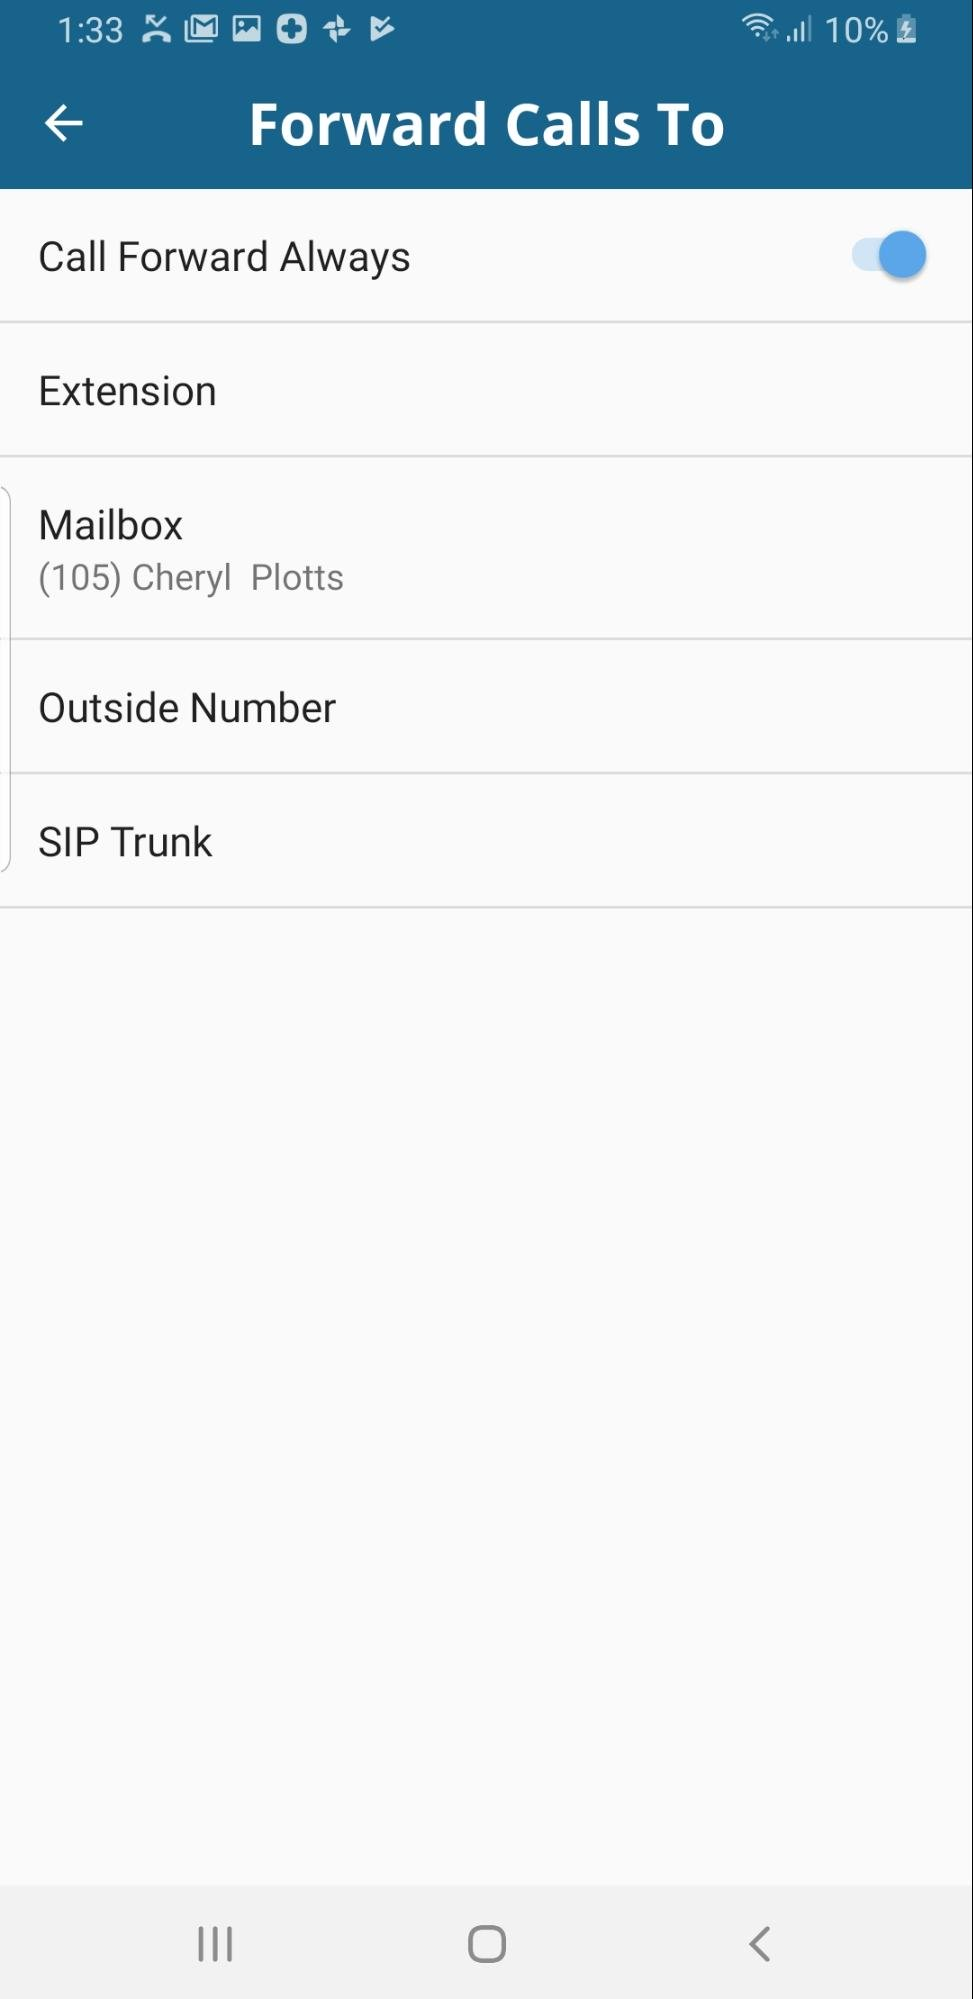 1:33 10%
Forward Calls To
Call Forward Always
Extension
Mailbox
(105) Cheryl  Plotts
Outside Number
SIP Trunk